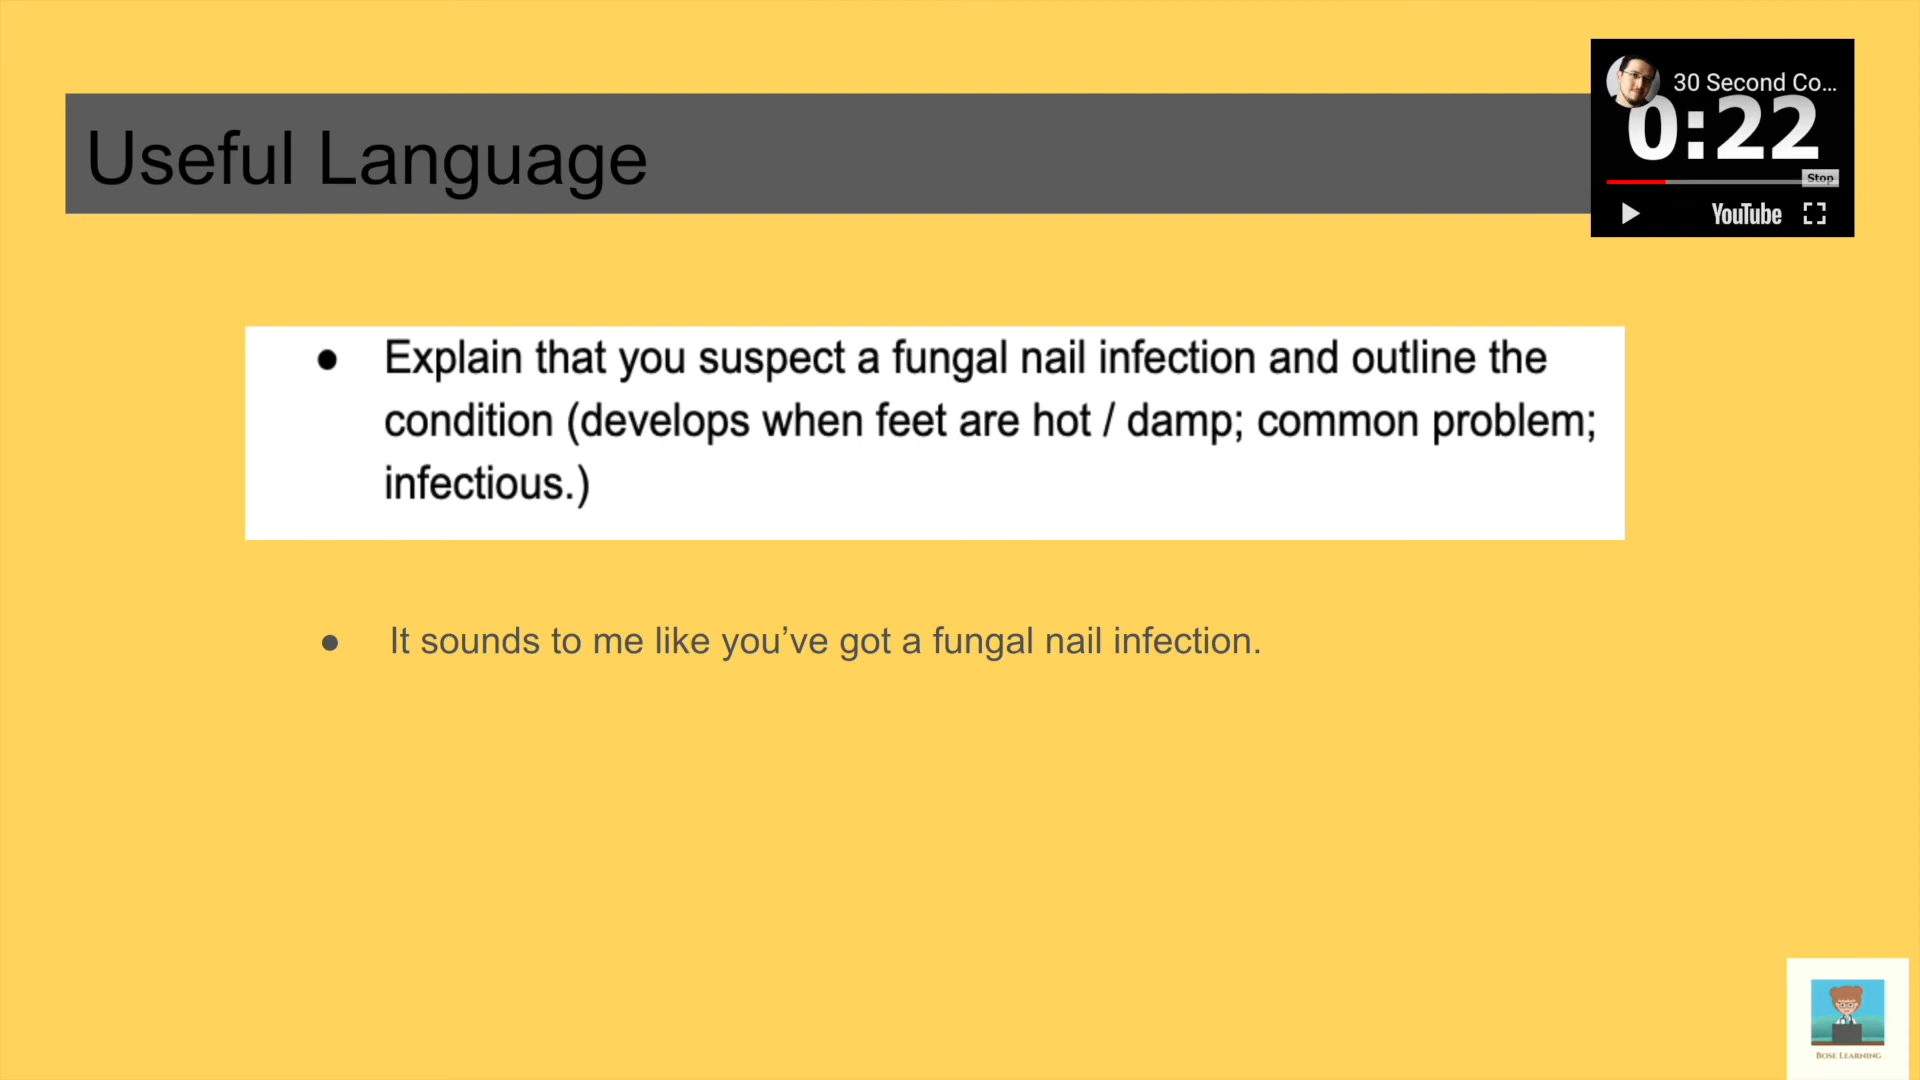 30 Second Co...
0:22
Stop
YouTube
Useful Language
● Explain that you suspect a fungal nail infection and outline the
condition (develops when feet are hot / damp; common problem;
infectious.)
● It sounds to me like you’ve got a fungal nail infection.
BOSE LEARNING